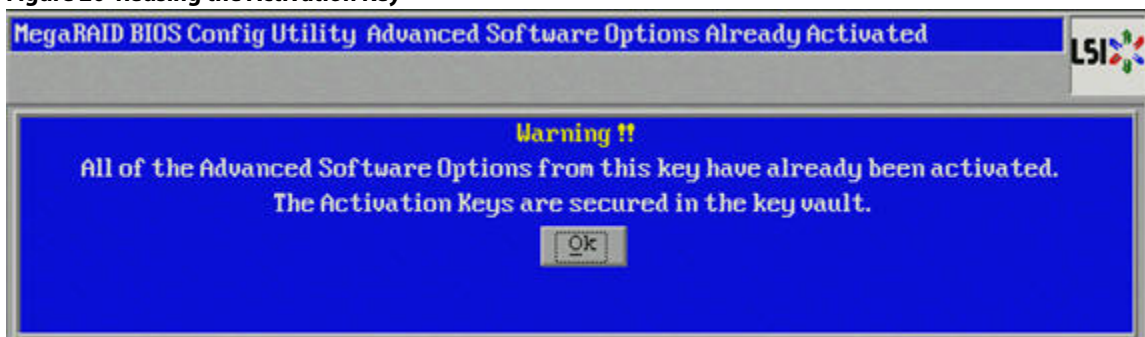 MegaRAID BIOS Config Utility Advanced Software Options Already Activated
LSI
Warning !!
All of the Advanced Software Options from this key have already been activated.
The Activation Keys are secured in the key vault.
Ok